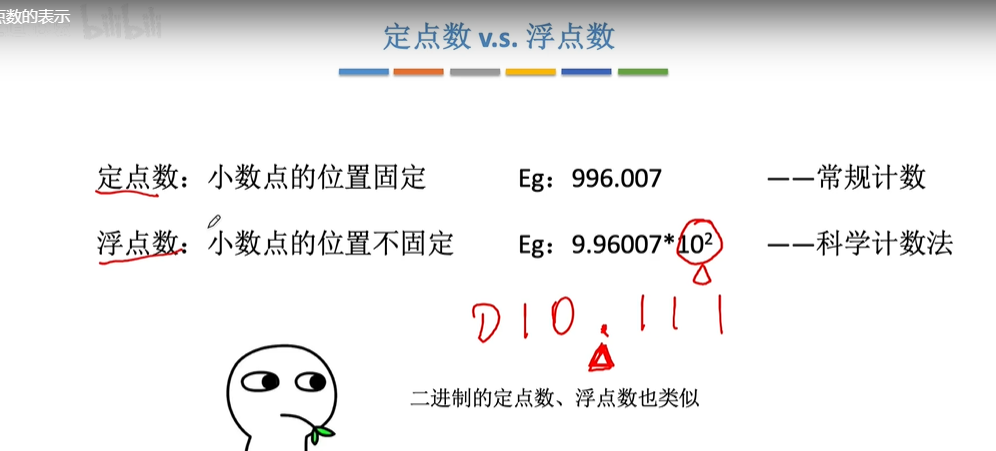 点数的表示
bilibili
定点数 v.s. 浮点数
定点数：小数点的位置固定 Eg：996.007 ——常规计数
浮点数：小数点的位置不固定 Eg：9.96007*10² ——科学计数法
010.111
二进制的定点数、浮点数也类似